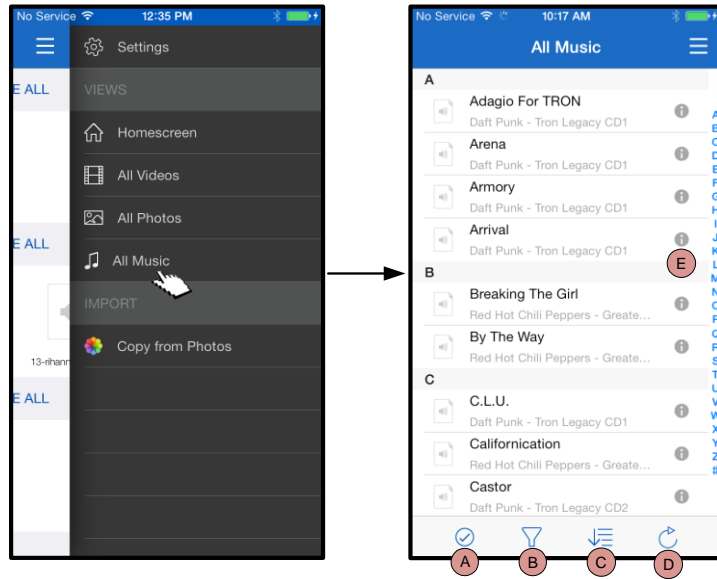 No Service 12:35 PM
Settings
E ALL
VIEWS
Homescreen
All Videos
All Photos
E ALL
All Music
IMPORT
Copy from Photos
13-rihann
E ALL
No Service 10:17 AM
All Music
A
Adagio For TRON
Daft Punk - Tron Legacy CD1
Arena
Daft Punk - Tron Legacy CD1
Armory
Daft Punk - Tron Legacy CD1
Arrival
Daft Punk - Tron Legacy CD1
E
B
Breaking The Girl
Red Hot Chili Peppers - Greate...
By The Way
Red Hot Chili Peppers - Greate...
C
C.L.U.
Daft Punk - Tron Legacy CD1
Californication
Red Hot Chili Peppers - Greate...
Castor
Daft Punk - Tron Legacy CD2
A
B
C
D
E
F
G
H
I
J
K
L
M
N
O
P
Q
R
S
T
U
V
W
X
Y
Z
#
A B C D